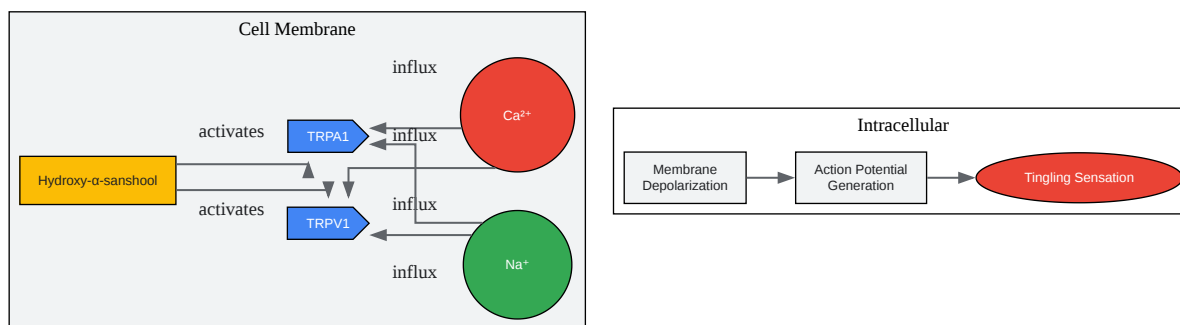 Cell Membrane
influx
Ca²⁺
activates
TRPA1
influx
Hydroxy-α-sanshool
activates
influx
TRPV1
influx
Na⁺
Intracellular
Membrane
Depolarization
Action Potential
Generation
Tingling Sensation